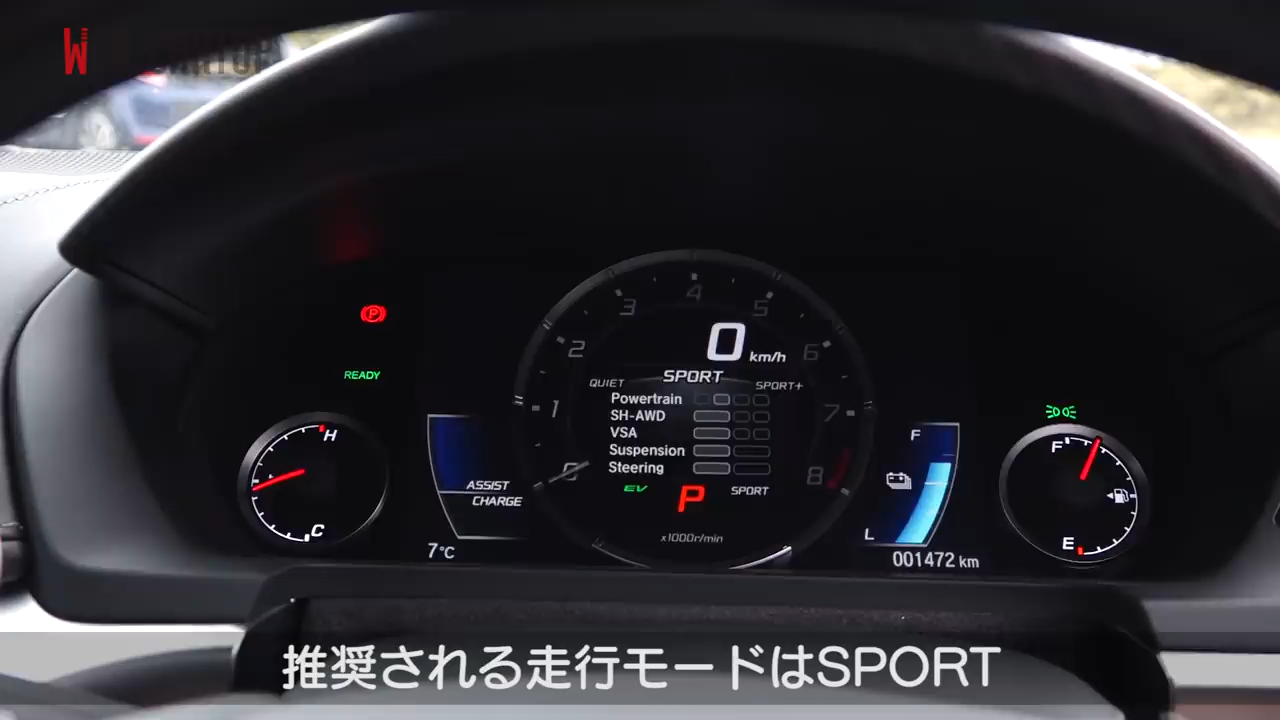 W
READY
H
C
ASSIST
CHARGE
7°C
0 1 2 3 4 5 6 7 8
0 km/h
QUIET SPORT SPORT+
Powertrain
SH-AWD
VSA
Suspension
Steering
EV P SPORT
x1000r/min
F
L
001472 km
F
E
推奨される走行モードはSPORT